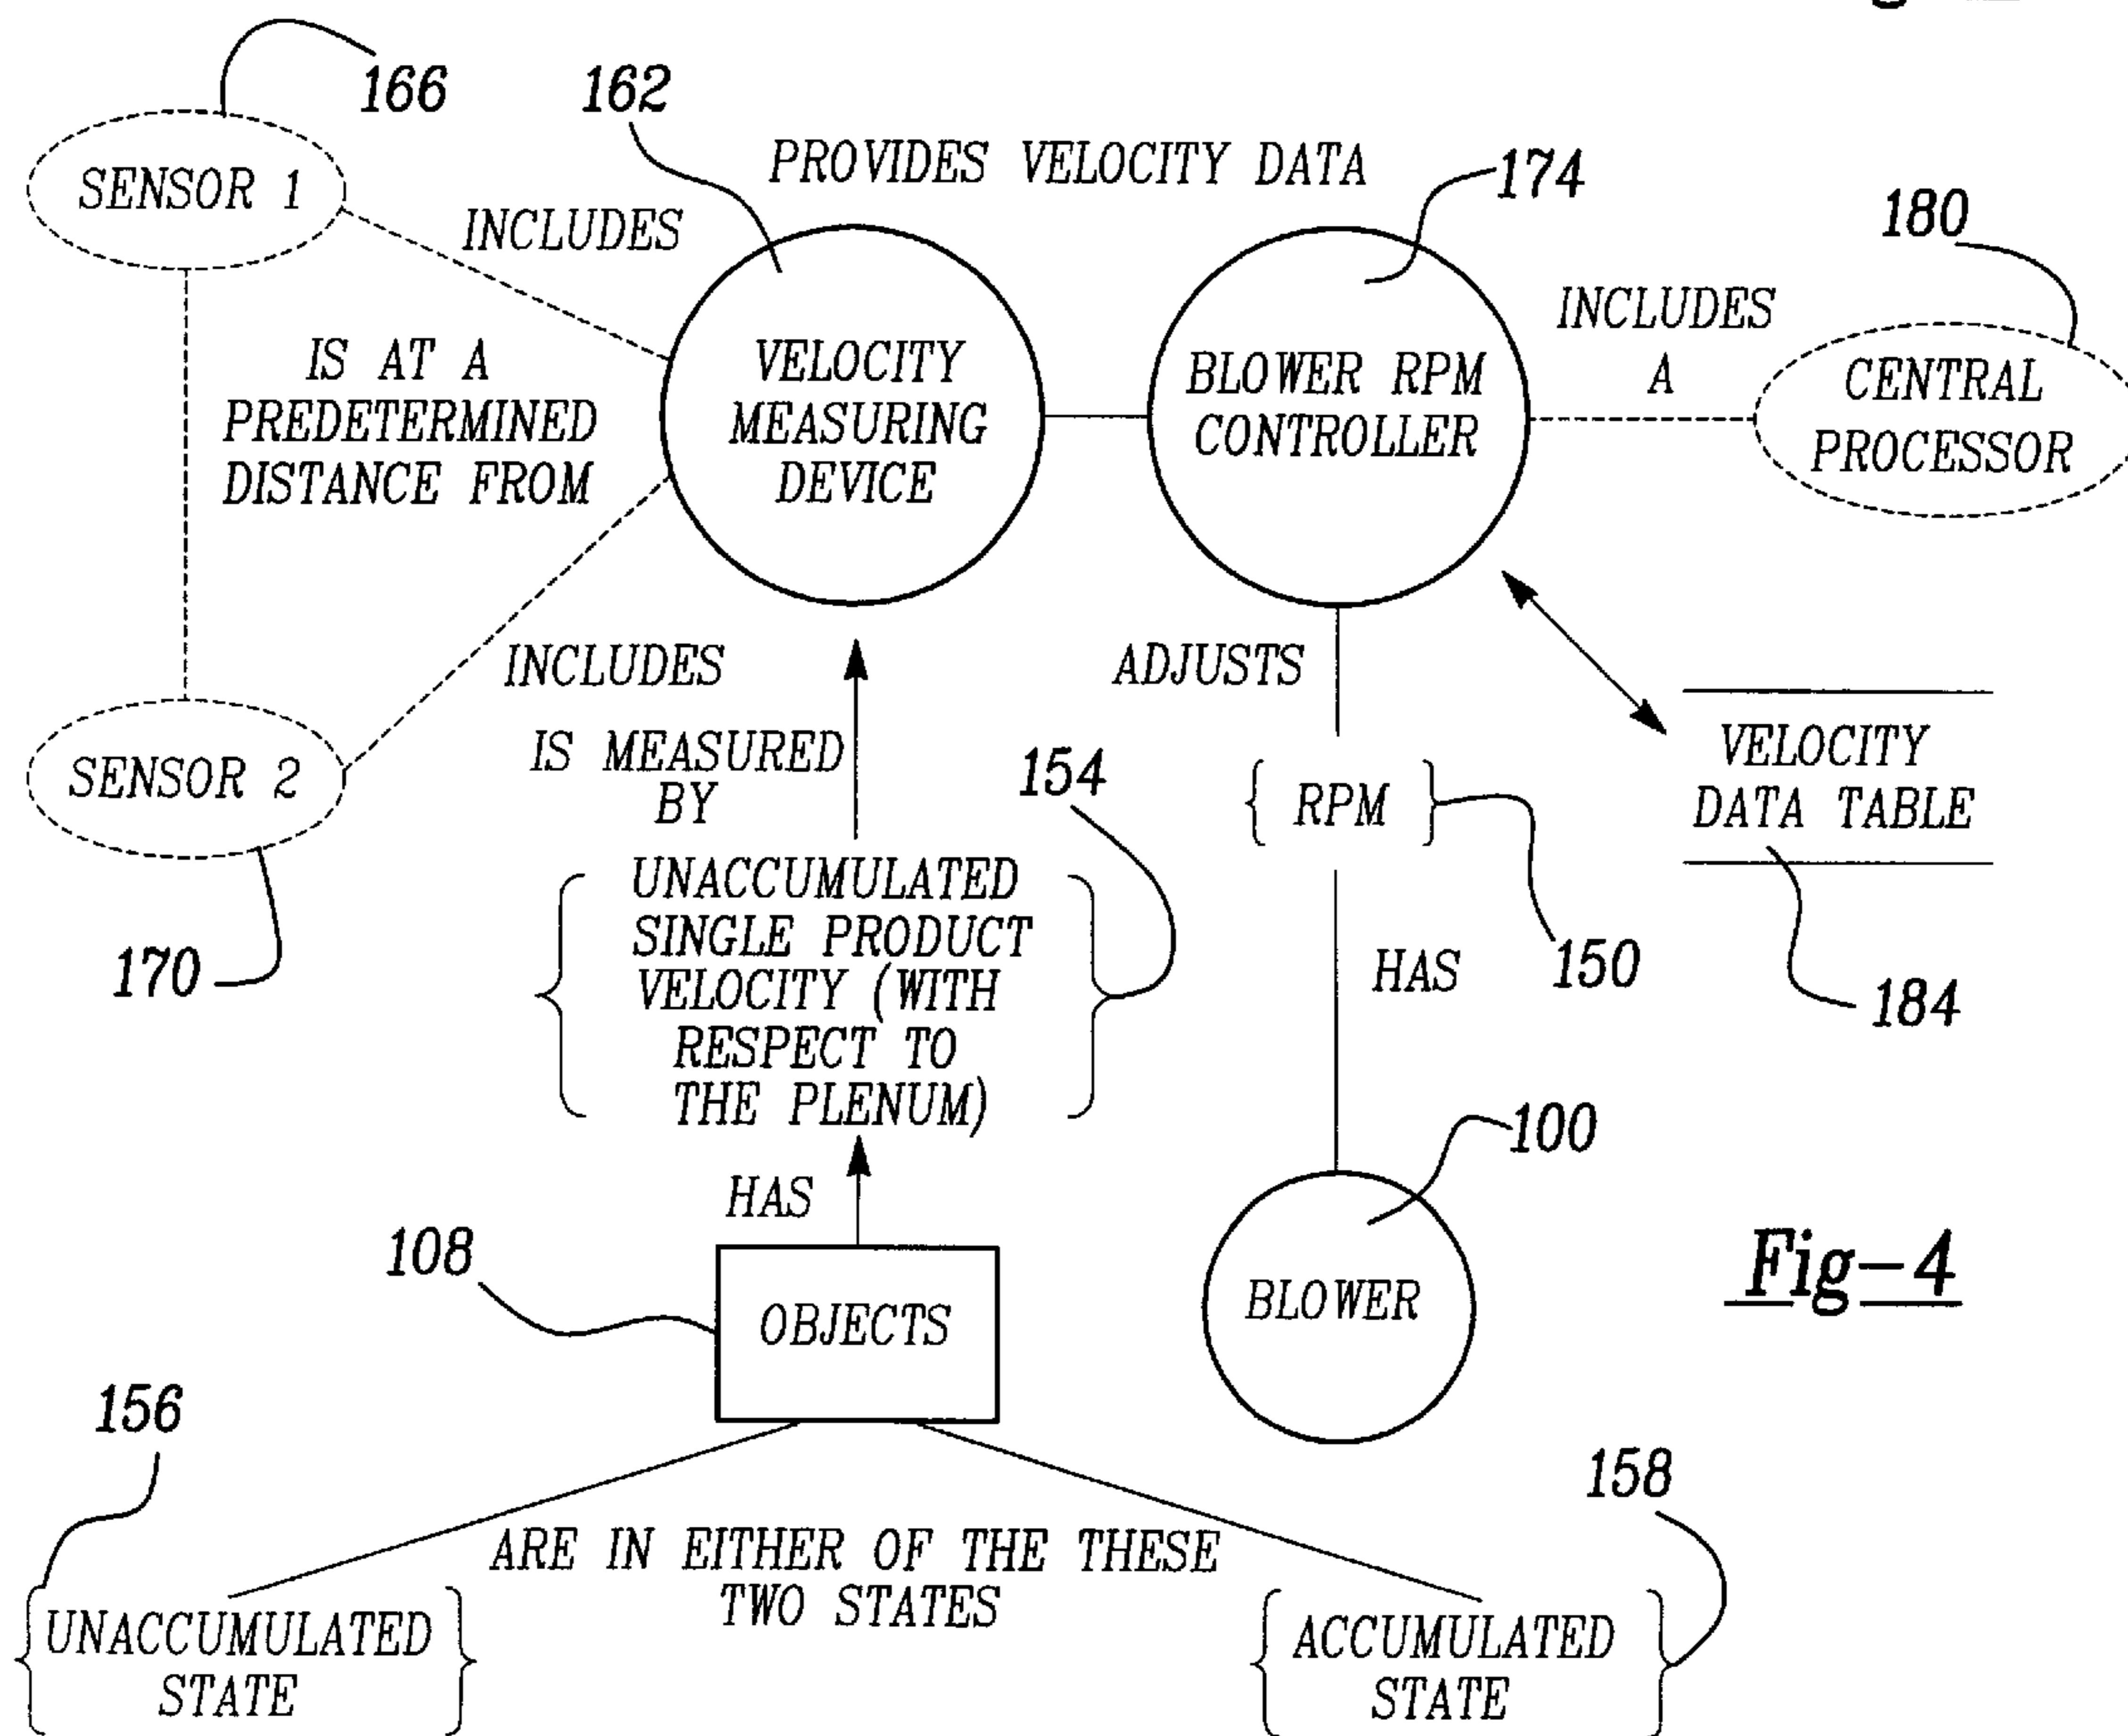 166
162
PROVIDES VELOCITY DATA
174
180
SENSOR 1
INCLUDES
INCLUDES
A
IS AT A
PREDETERMINED
DISTANCE FROM
VELOCITY
MEASURING
DEVICE
BLOWER RPM
CONTROLLER
CENTRAL
PROCESSOR
INCLUDES
ADJUSTS
SENSOR 2
IS MEASURED
BY
154
{ RPM }
VELOCITY
DATA TABLE
170
UNACCUMULATED
SINGLE PRODUCT
VELOCITY (WITH
RESPECT TO
THE PLENUM)
HAS
150
184
HAS
100
108
OBJECTS
BLOWER
Fig-4
156
158
ARE IN EITHER OF THE THESE
TWO STATES
UNACCUMULATED
STATE
ACCUMULATED
STATE